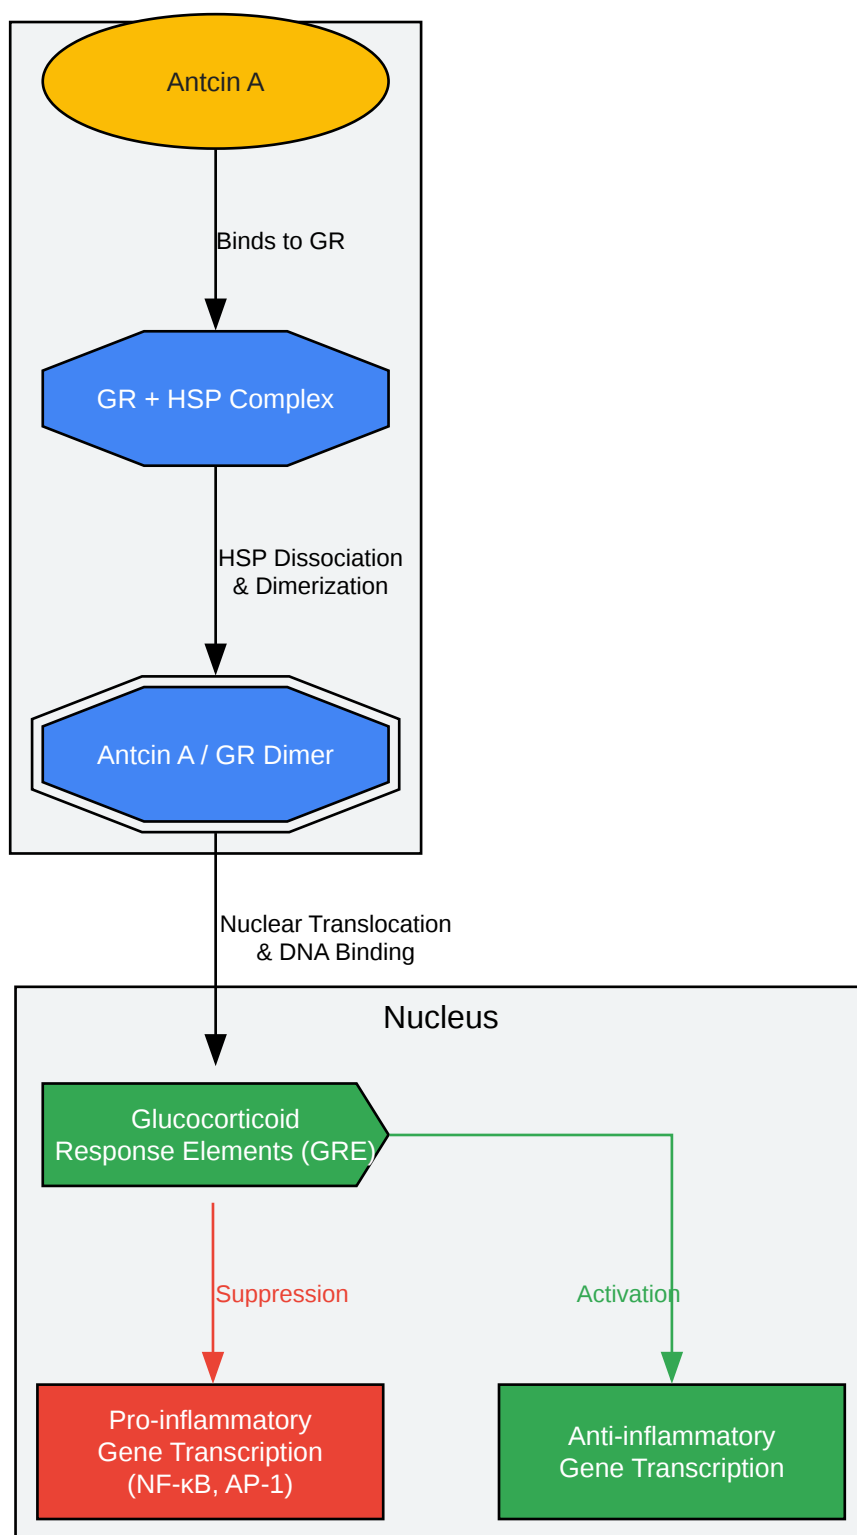 Antcin A
Binds to GR
GR + HSP Complex
HSP Dissociation
& Dimerization
Antcin A / GR Dimer
Nuclear Translocation
& DNA Binding
Nucleus
Glucocorticoid
Response Elements (GRE)
Suppression
Activation
Pro-inflammatory
Gene Transcription
(NF-κB, AP-1)
Anti-inflammatory
Gene Transcription